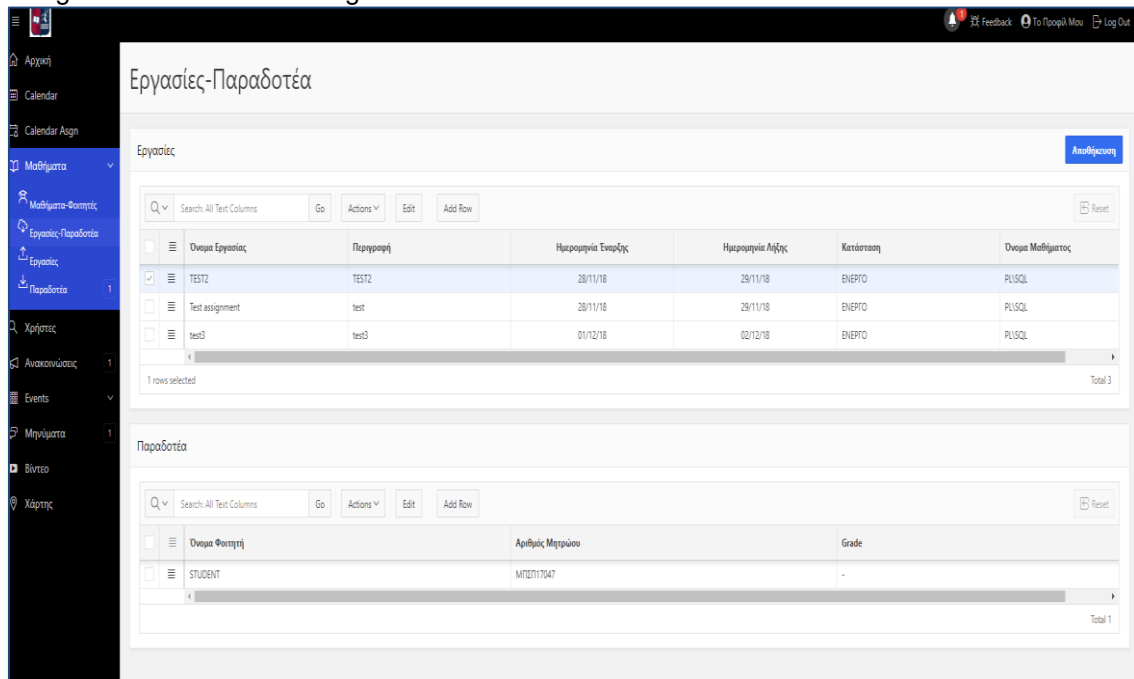 1 Feedback Το Προφίλ Μου Log Out
Αρχική
Calendar
Calendar Asgn
Μαθήματα
Μαθήματα-Φοιτητές
Εργασίες-Παραδοτέα
Εργασίες
Παραδοτέα 1
Χρήστες
Ανακοινώσεις 1
Events
Μηνύματα 1
Βίντεο
Χάρτης
Εργασίες-Παραδοτέα
Εργασίες Αποθήκευση
Search: All Text Columns Go Actions Edit Add Row Reset
Όνομα Εργασίας Περιγραφή Ημερομηνία Έναρξης Ημερομηνία Λήξης Κατάσταση Όνομα Μαθήματος
TEST2 TEST2 28/11/18 29/11/18 ΕΝΕΡΓΟ PL\SQL
Test assignment test 28/11/18 29/11/18 ΕΝΕΡΓΟ PL\SQL
test3 test3 01/12/18 02/12/18 ΕΝΕΡΓΟ PL\SQL
1 rows selected Total 3
Παραδοτέα
Search: All Text Columns Go Actions Edit Add Row Reset
Όνομα Φοιτητή Αριθμός Μητρώου Grade
STUDENT ΜΠΣΠ17047 -
Total 1